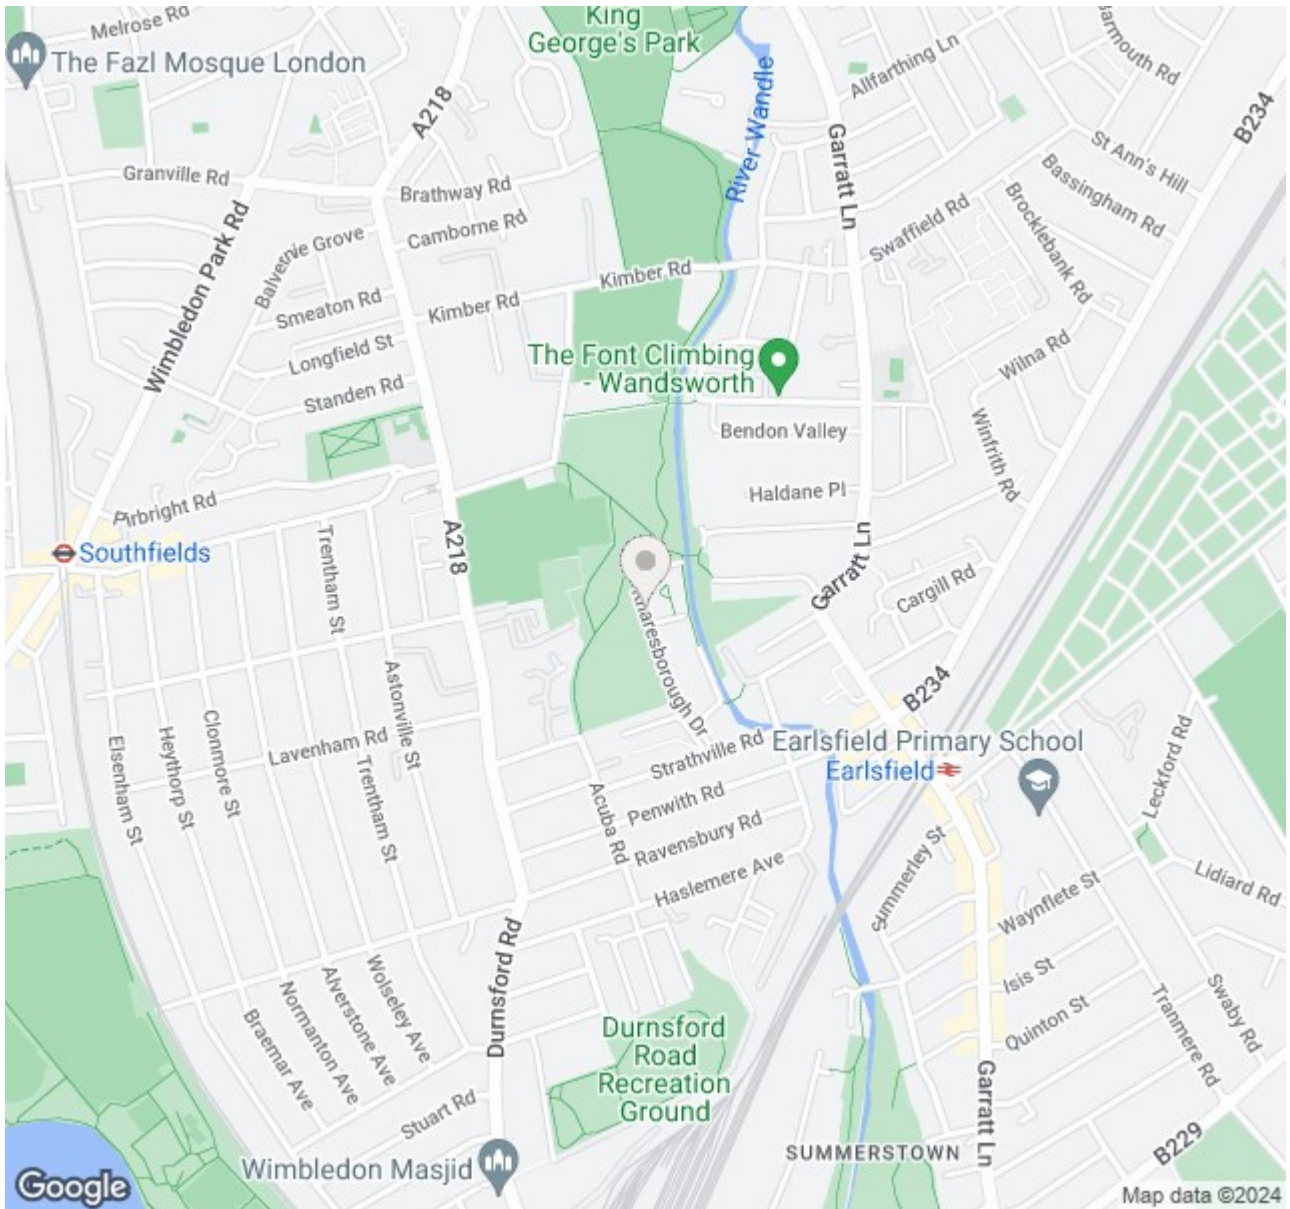 Melrose Rd
The Fazl Mosque London
A218
King
George's Park
River Wandle
Allfarthing Ln
Garratt Ln
Barmouth Rd
B234
St Ann's Hill
Bassingham Rd
Granville Rd
Brathway Rd
Camborne Rd
Swaffield Rd
Brocklebank Rd
Wimbledon Park Rd
Balvernie Grove
Kimber Rd
Smeaton Rd
Kimber Rd
Longfield St
Standen Rd
The Font Climbing
- Wandsworth
Wilna Rd
Winfrith Rd
Bendon Valley
Haldane Pl
Pirbright Rd
Southfields
Trentham St
A218
Garratt Ln
Cargill Rd
Knaresborough Dr
Astonville St
B234
Clonmore St
Heythorp St
Elsenham St
Lavenham Rd
Trentham St
Strathville Rd
Earlsfield Primary School
Earlsfield
Leckford Rd
Acuba Rd
Penwith Rd
Ravensbury Rd
Haslemere Ave
Summerley St
Waynflete St
Lidiard Rd
Durnsford Rd
Isis St
Quinton St
Tranmere Rd
Swaby Rd
Wolseley Ave
Alverstone Ave
Normanton Ave
Braemar Ave
Durnsford
Road
Recreation
Ground
Stuart Rd
Garratt Ln
Wimbledon Masjid
SUMMERSTOWN
B229
Google
Map data ©2024